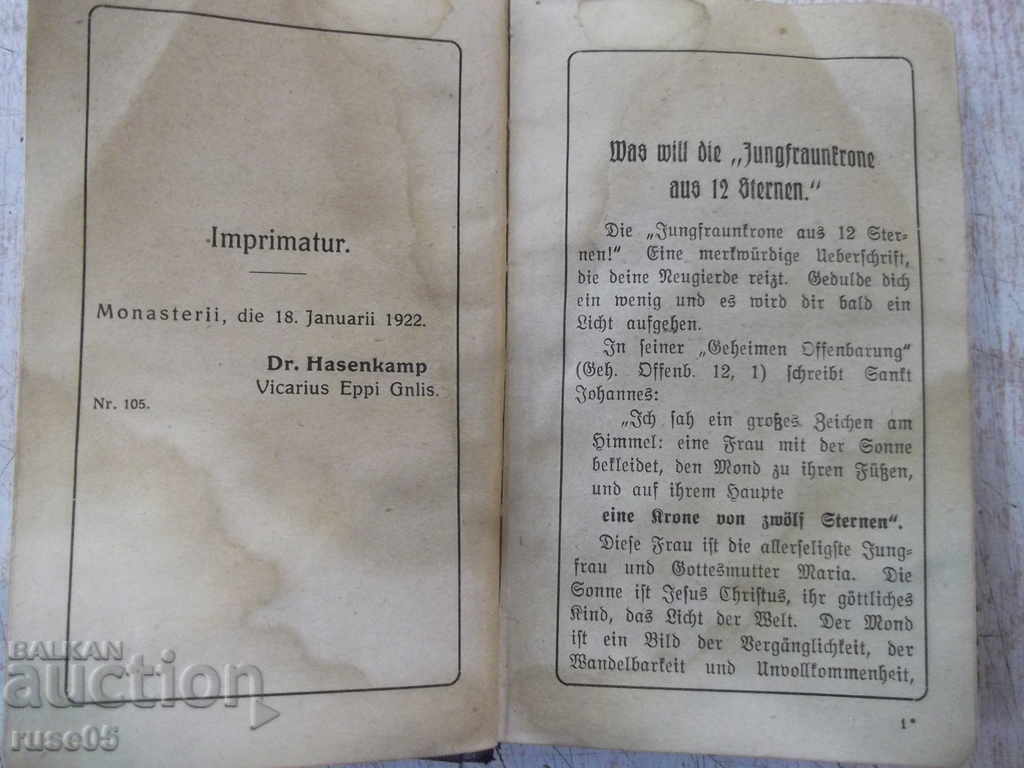 Imprimatur.
Monasterii, die 18. Januarii 1922.
Dr. Hasenkamp
Vicarius Eppi Gnlis.
Nr. 105.
Was will die „Jungfraunkrone
aus 12 Sternen."
Die „Jungfraunkrone aus 12 Ster-
nen!" Eine merkwürdige Ueberschrift,
die deine Neugierde reizt. Gedulde dich
ein wenig und es wird dir bald ein
Licht aufgehen.
In seiner „Geheimen Offenbarung"
(Geh. Offenb. 12, 1) schreibt Sankt
Johannes:
„Ich sah ein großes Zeichen am
Himmel: eine Frau mit der Sonne
bekleidet, den Mond zu ihren Füßen,
und auf ihrem Haupte
eine Krone von zwölf Sternen".
Diese Frau ist die allerseligste Jung-
frau und Gottesmutter Maria. Die
Sonne ist Jesus Christus, ihr göttliches
Kind, das Licht der Welt. Der Mond
ist ein Bild der Vergänglichkeit, der
Wandelbarkeit und Unvollkommenheit,
1*
BALKAN
auction
ruse05